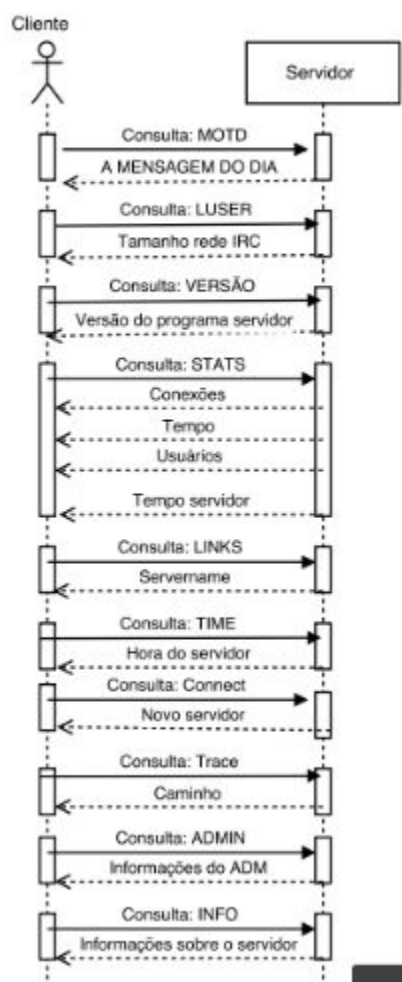 Cliente
Servidor
Consulta: MOTD
A MENSAGEM DO DIA
Consulta: LUSER
Tamanho rede IRC
Consulta: VERSÃO
Versão do programa servidor
Consulta: STATS
Conexões
Tempo
Usuários
Tempo servidor
Consulta: LINKS
Servername
Consulta: TIME
Hora do servidor
Consulta: Connect
Novo servidor
Consulta: Trace
Caminho
Consulta: ADMIN
Informações do ADM
Consulta: INFO
Informações sobre o servidor